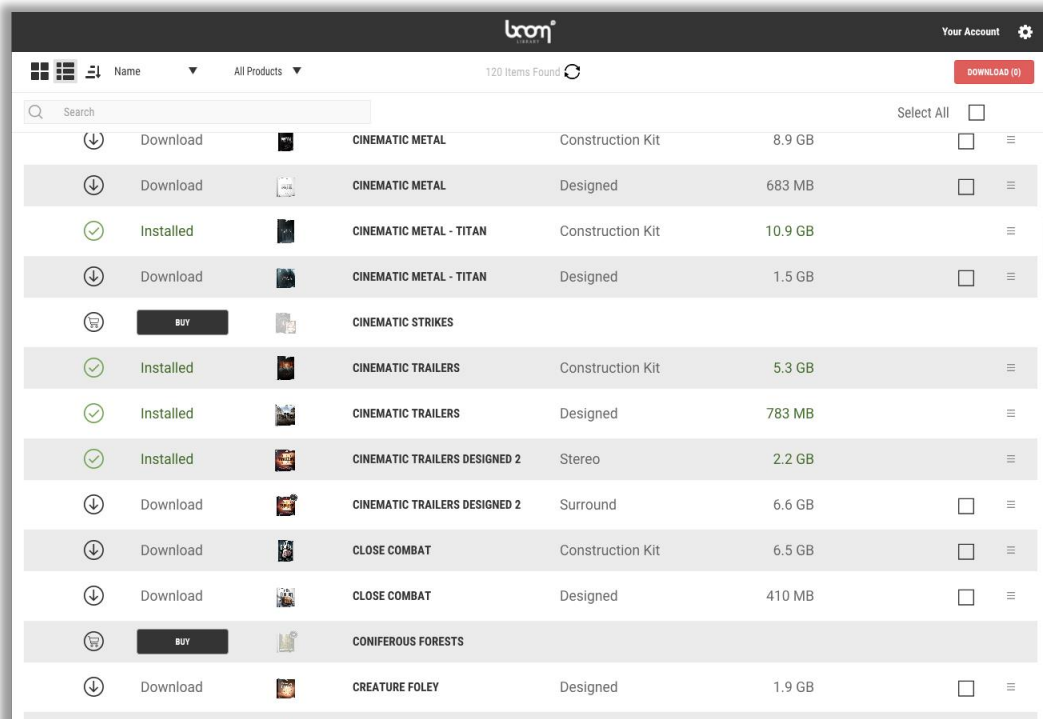 boom
LIBRARY
Your Account
Name
All Products
120 Items Found
DOWNLOAD (0)
Search
Select All
Download CINEMATIC METAL Construction Kit 8.9 GB
Download CINEMATIC METAL Designed 683 MB
Installed CINEMATIC METAL - TITAN Construction Kit 10.9 GB
Download CINEMATIC METAL - TITAN Designed 1.5 GB
BUY CINEMATIC STRIKES
Installed CINEMATIC TRAILERS Construction Kit 5.3 GB
Installed CINEMATIC TRAILERS Designed 783 MB
Installed CINEMATIC TRAILERS DESIGNED 2 Stereo 2.2 GB
Download CINEMATIC TRAILERS DESIGNED 2 Surround 6.6 GB
Download CLOSE COMBAT Construction Kit 6.5 GB
Download CLOSE COMBAT Designed 410 MB
BUY CONIFEROUS FORESTS
Download CREATURE FOLEY Designed 1.9 GB